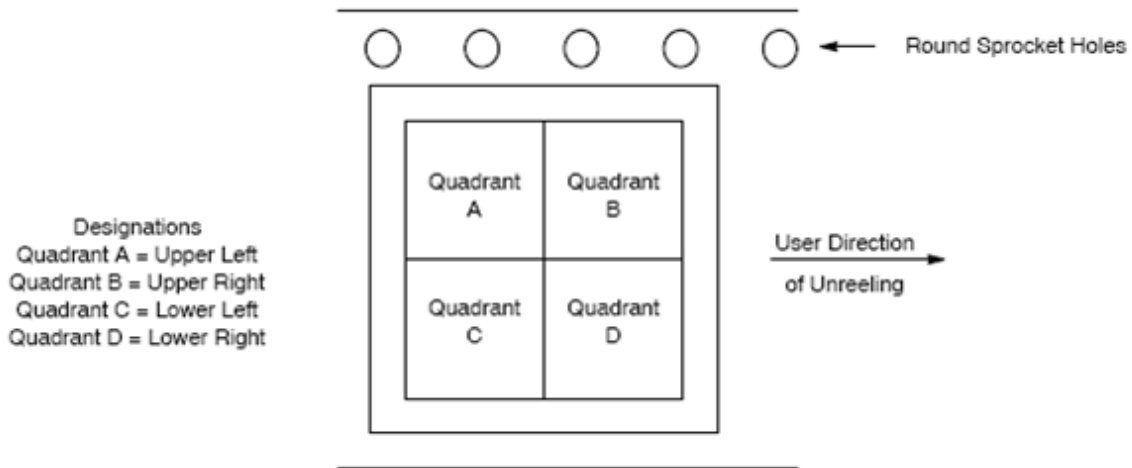 Round Sprocket Holes
Quadrant
A
Quadrant
B
Designations
Quadrant A = Upper Left
Quadrant B = Upper Right
Quadrant C = Lower Left
Quadrant D = Lower Right
User Direction
of Unreeling
Quadrant
C
Quadrant
D